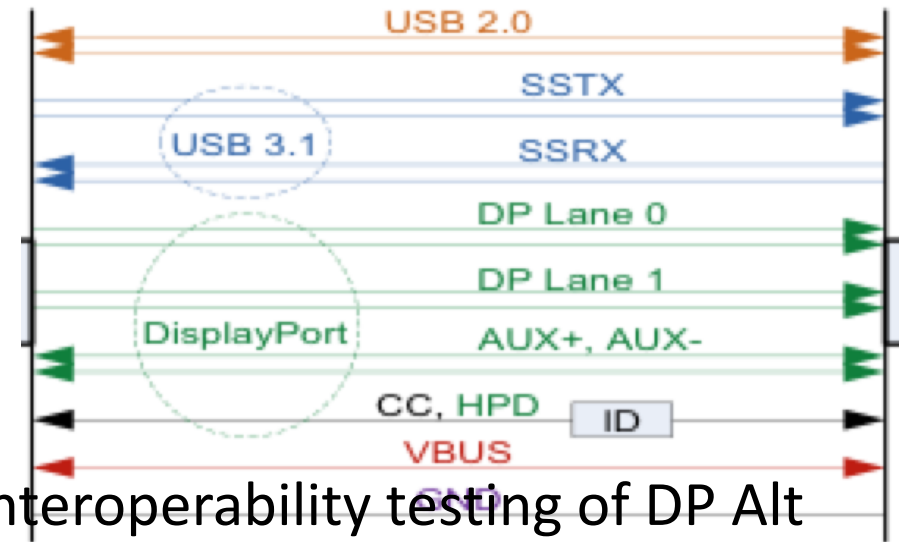 USB 2.0
SSTX
USB 3.1
SSRX
DP Lane 0
DP Lane 1
DisplayPort
AUX+, AUX-
CC, HPD
ID
VBUS
GND
nteroperability testing of DP Alt